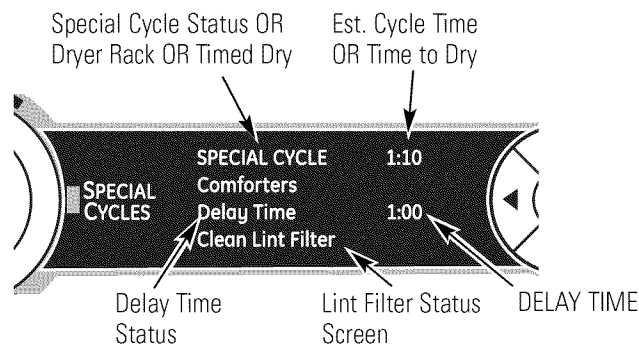 Special Cycle Status OR
Dryer Rack OR Timed Dry
Est. Cycle Time
OR Time to Dry
SPECIAL CYCLE 1:10
Comforters
SPECIAL
CYCLES
Delay Time 1:00
Clean Lint Filter
Delay Time
Status
Lint Filter Status
Screen
DELAY TIME